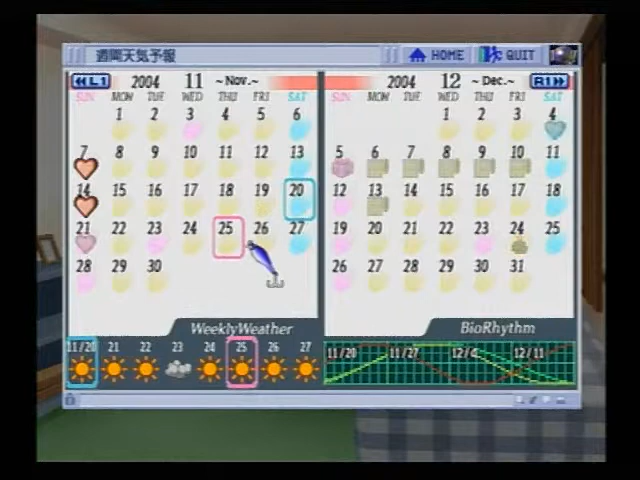 週間天気予報 HOME QUIT
L1 2004 11 ~Nov.~ 2004 12 ~Dec.~ R1
SUN MON TUE WED THU FRI SAT SUN MON TUE WED THU FRI SAT
1 2 3 4 5 6 1 2 3 4
7 8 9 10 11 12 13 5 6 7 8 9 10 11
14 15 16 17 18 19 20 12 13 14 15 16 17 18
21 22 23 24 25 26 27 19 20 21 22 23 24 25
28 29 30 26 27 28 29 30 31
WeeklyWeather BioRhythm
11/20 21 22 23 24 25 26 27 11/20 11/27 12/4 12/11